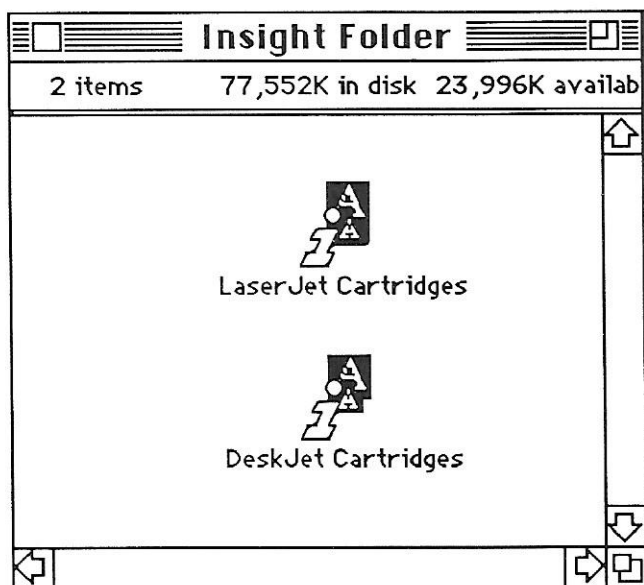 Insight Folder
2 items 77,552K in disk 23,996K availab
LaserJet Cartridges
DeskJet Cartridges